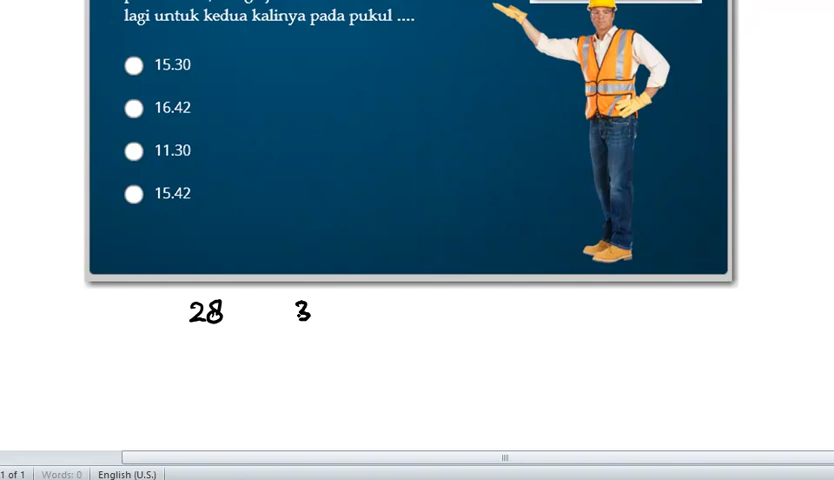 lagi untuk kedua kalinya pada pukul ....
15.30
16.42
11.30
15.42
28 3
1 of 1 Words: 0 English (U.S.)